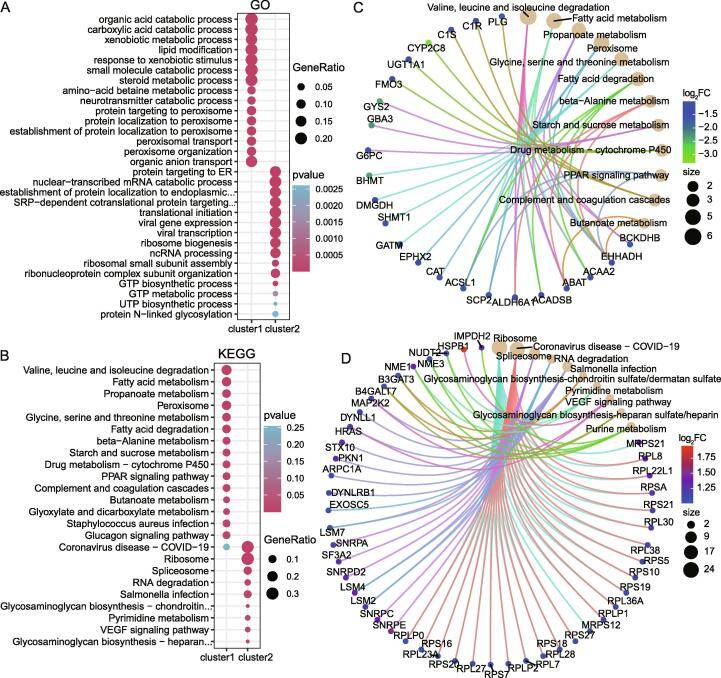 A
GO
organic acid catabolic process
carboxylic acid catabolic process
xenobiotic metabolic process
lipid modification
response to xenobiotic stimulus
small molecule catabolic process
steroid metabolic process
amino-acid betaine metabolic process
neurotransmitter catabolic process
protein targeting to peroxisome
protein localization to peroxisome
establishment of protein localization to peroxisome
peroxisomal transport
peroxisome organization
organic anion transport
protein targeting to ER
nuclear-transcribed mRNA catabolic process
establishment of protein localization to endoplasmic...
SRP-dependent cotranslational protein targeting...
translational initiation
viral gene expression
viral transcription
ribosome biogenesis
ncRNA processing
ribosomal small subunit assembly
ribonucleoprotein complex subunit organization
GTP biosynthetic process
GTP metabolic process
UTP biosynthetic process
protein N-linked glycosylation
cluster1 cluster2
GeneRatio
0.05
0.10
0.15
0.20
pvalue
0.0025
0.0020
0.0015
0.0010
0.0005
B
KEGG
Valine, leucine and isoleucine degradation
Fatty acid metabolism
Propanoate metabolism
Peroxisome
Glycine, serine and threonine metabolism
Fatty acid degradation
beta-Alanine metabolism
Starch and sucrose metabolism
Drug metabolism - cytochrome P450
PPAR signaling pathway
Complement and coagulation cascades
Butanoate metabolism
Glyoxylate and dicarboxylate metabolism
Staphylococcus aureus infection
Glucagon signaling pathway
Coronavirus disease - COVID-19
Ribosome
Spliceosome
RNA degradation
Salmonella infection
Glycosaminoglycan biosynthesis - chondroitin...
Pyrimidine metabolism
VEGF signaling pathway
Glycosaminoglycan biosynthesis - heparan...
cluster1 cluster2
pvalue
0.25
0.20
0.15
0.10
0.05
GeneRatio
0.1
0.2
0.3
C
Valine, leucine and isoleucine degradation
Fatty acid metabolism
Propanoate metabolism
Peroxisome
Glycine, serine and threonine metabolism
Fatty acid degradation
beta-Alanine metabolism
Starch and sucrose metabolism
Drug metabolism - cytochrome P450
PPAR signaling pathway
Complement and coagulation cascades
Butanoate metabolism
BCKDHB
EHHADH
ACAA2
ABAT
ACADSB
ALDH6A1
SCP2
ACSL1
CAT
EPHX2
GATM
SHMT1
DMGDH
BHMT
G6PC
GBA3
GYS2
FMO3
UGT1A1
CYP2C8
C1S
C1R
PLG
log2FC
-1.5
-2.0
-2.5
-3.0
size
2
3
5
6
D
Ribosome
Coronavirus disease - COVID-19
Spliceosome
RNA degradation
Salmonella infection
Glycosaminoglycan biosynthesis-chondroitin sulfate/dermatan sulfate
Pyrimidine metabolism
VEGF signaling pathway
Glycosaminoglycan biosynthesis-heparan sulfate/heparin
Purine metabolism
MRPS21
RPL8
RPL22L1
RPSA
RPS21
RPL30
RPL38
RPS5
RPS10
RPS19
RPL36A
RPLP1
MRPS12
RPS27
RPS18
RPL28
RPL7
RPLP2
RPS7
RPL27
RPS20
RPS16
RPL23A
RPLP0
SNRPE
SNRPC
LSM2
LSM4
SNRPD2
SF3A2
SNRPA
LSM7
EXOSC5
DYNLRB1
ARPC1A
PKN1
STX10
HRAS
DYNLL1
MAP2K2
B4GALT7
B3GAT3
NME1
NME3
NUDT2
HSPB1
IMPDH2
log2FC
1.75
1.50
1.25
size
2
9
17
24